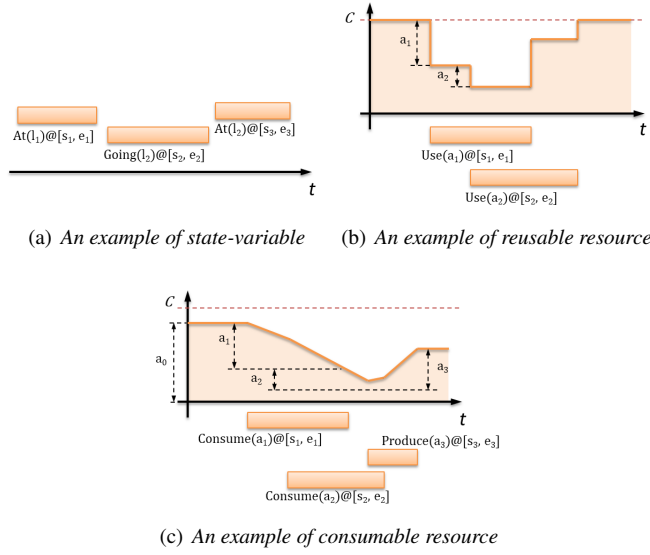 At(l₁)@[s₁, e₁]
Going(l₂)@[s₂, e₂]
At(l₂)@[s₃, e₃]
t
(a) An example of state-variable
C
a₁
a₂
t
Use(a₁)@[s₁, e₁]
Use(a₂)@[s₂, e₂]
(b) An example of reusable resource
C
a₀
a₁
a₂
a₃
t
Consume(a₁)@[s₁, e₁]
Produce(a₃)@[s₃, e₃]
Consume(a₂)@[s₂, e₂]
(c) An example of consumable resource